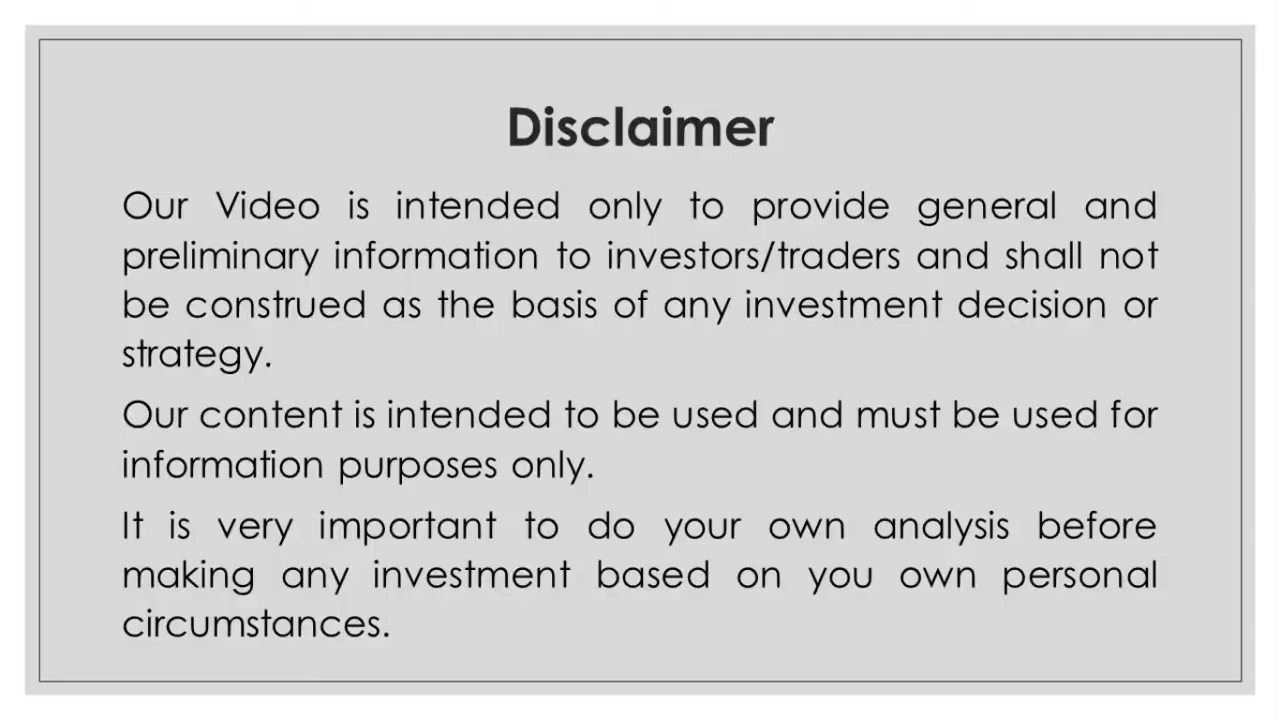 Disclaimer
Our Video is intended only to provide general and
preliminary information to investors/traders and shall not
be construed as the basis of any investment decision or
strategy.
Our content is intended to be used and must be used for
information purposes only.
It is very important to do your own analysis before
making any investment based on you own personal
circumstances.